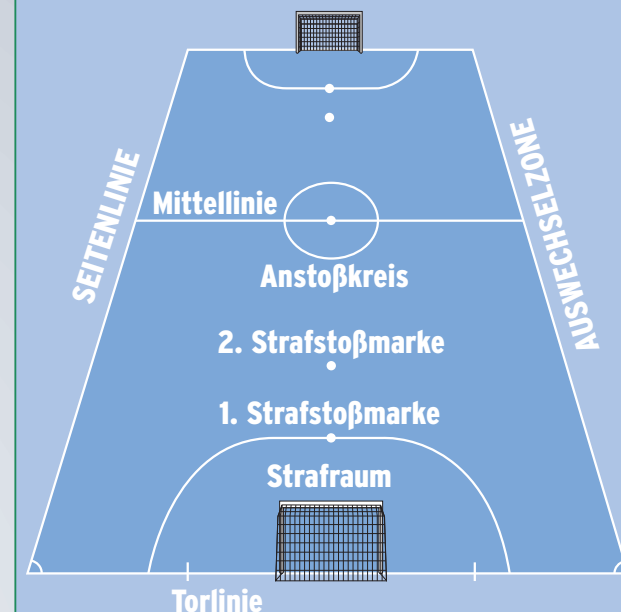 SEITENLINIE
AUSWECHSELZONE
Mittellinie
Anstoßkreis
2. Strafstoßmarke
1. Strafstoßmarke
Strafraum
Torlinie